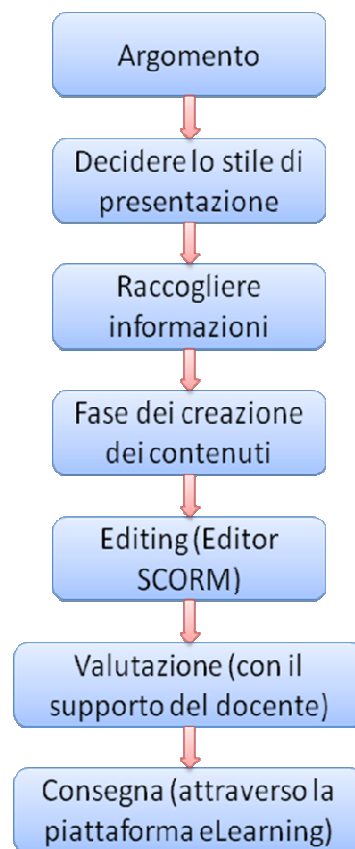 Argomento
Decidere lo stile di
presentazione
Raccogliere
informazioni
Fase dei creazione
dei contenuti
Editing (Editor
SCORM)
Valutazione (con il
supporto del docente)
Consegna (attraverso la
piattaforma eLearning)